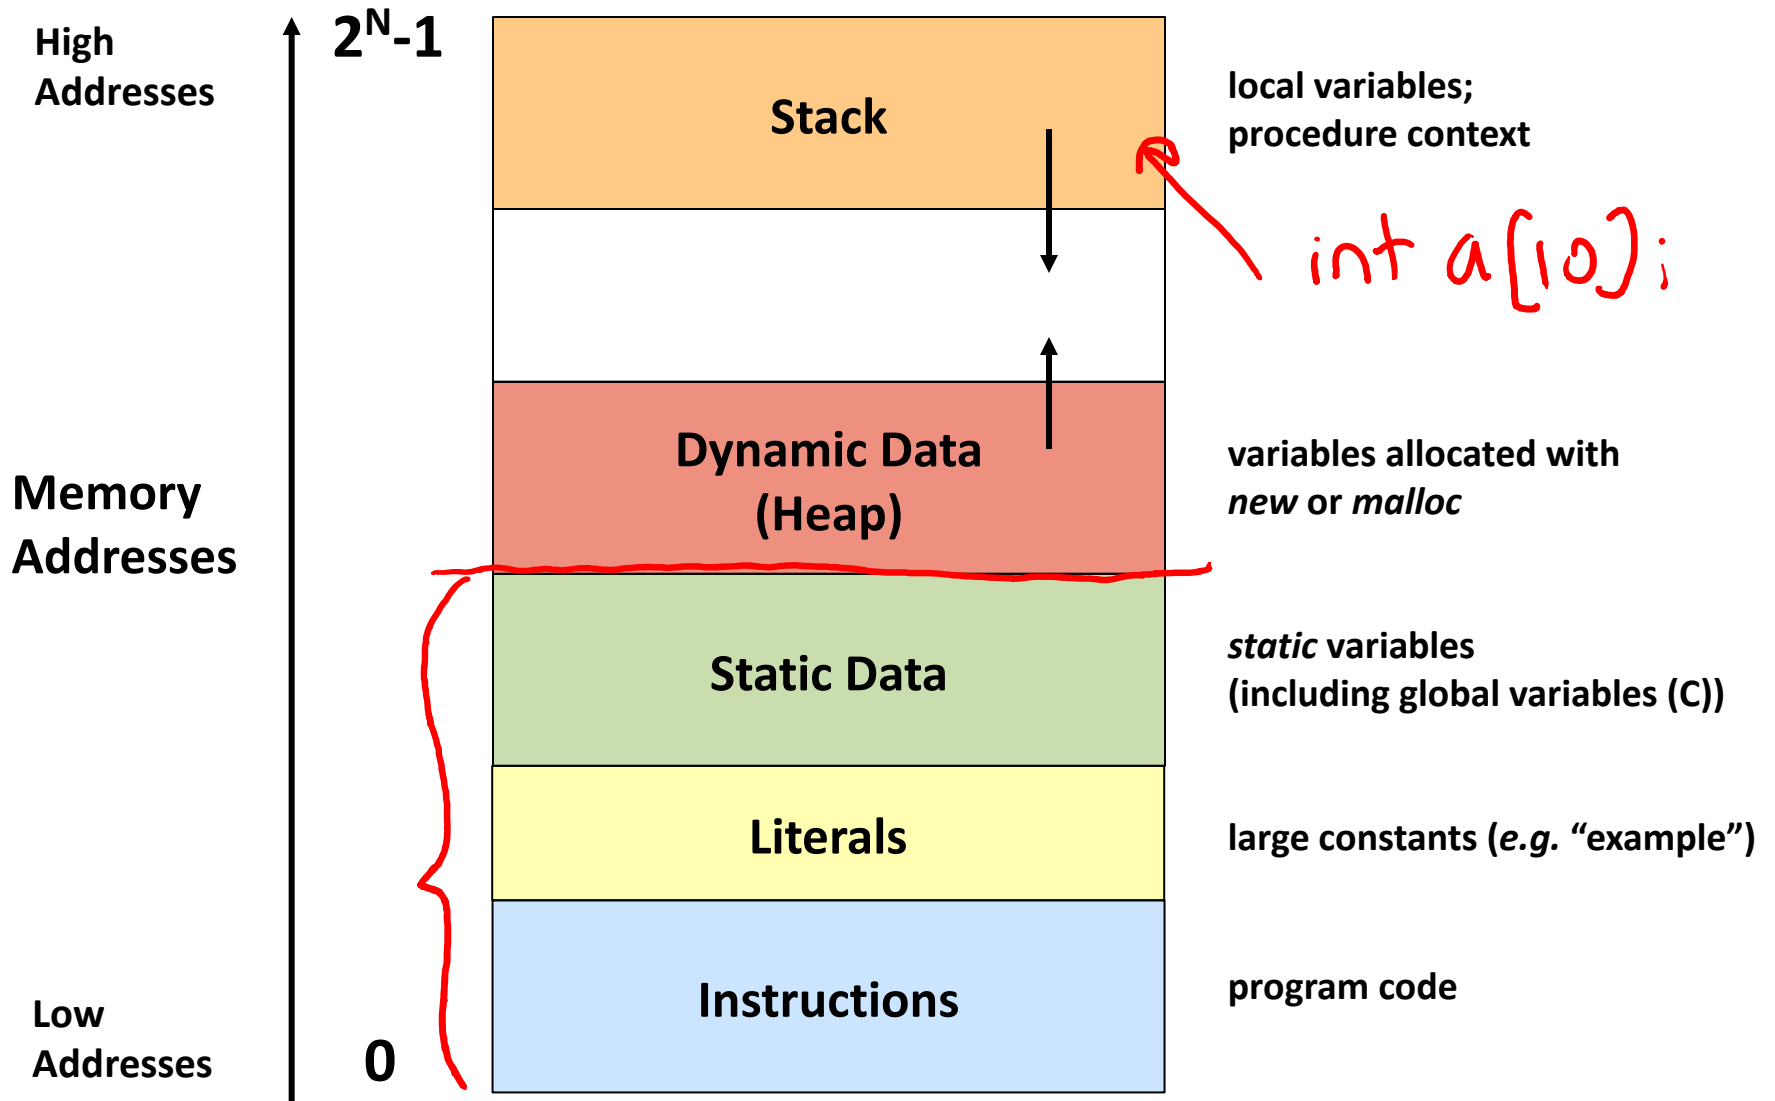 High
Addresses
2^N-1
Stack
local variables;
procedure context
int a[10];
Memory
Addresses
Dynamic Data
(Heap)
variables allocated with
new or malloc
Static Data
static variables
(including global variables (C))
Literals
large constants (e.g. “example”)
Instructions
program code
Low
Addresses
0